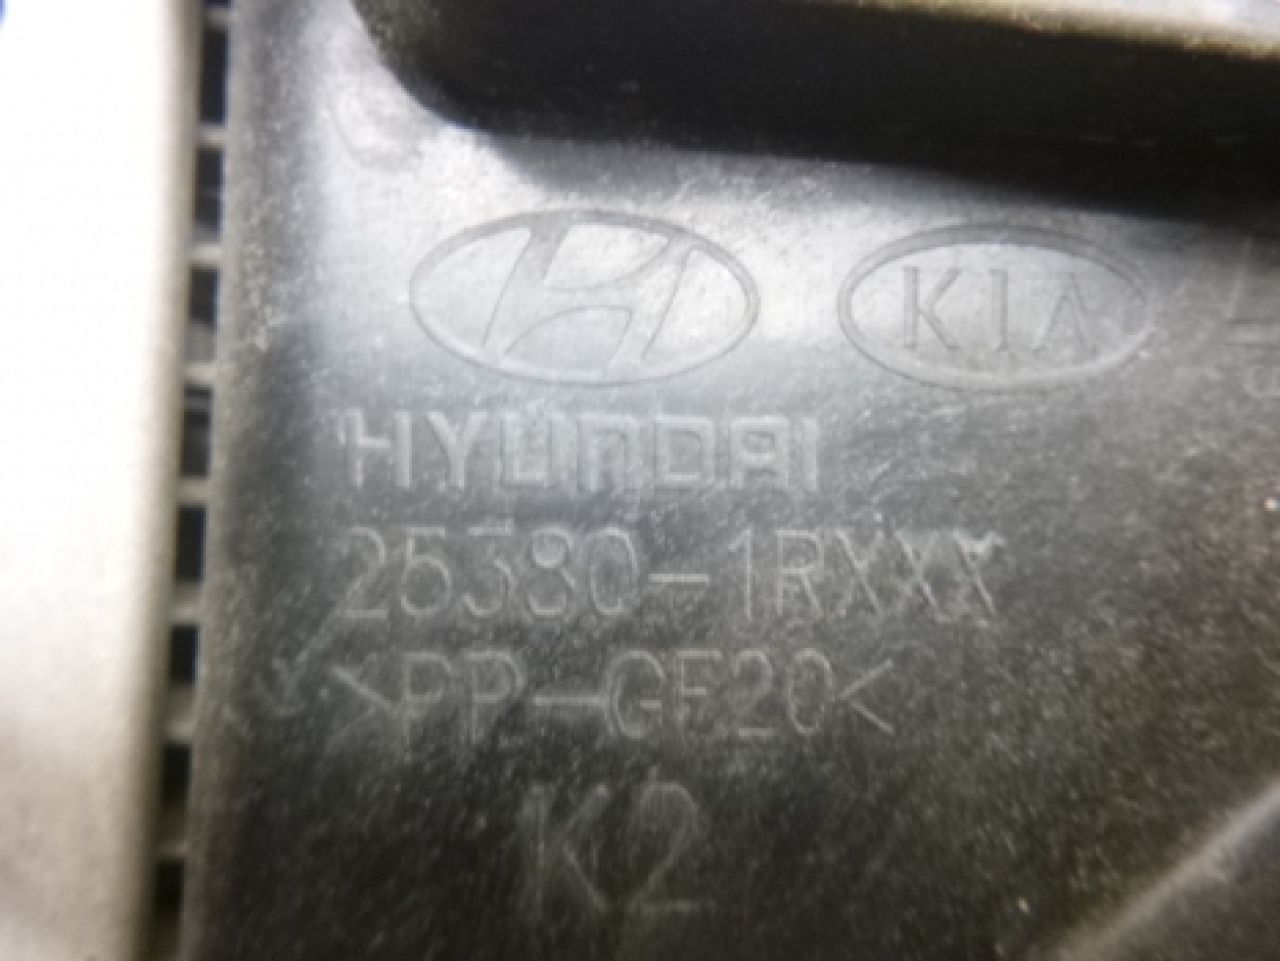 KIA
HYUNDAI
25380-1RXXX
>PP-GF20<
K2